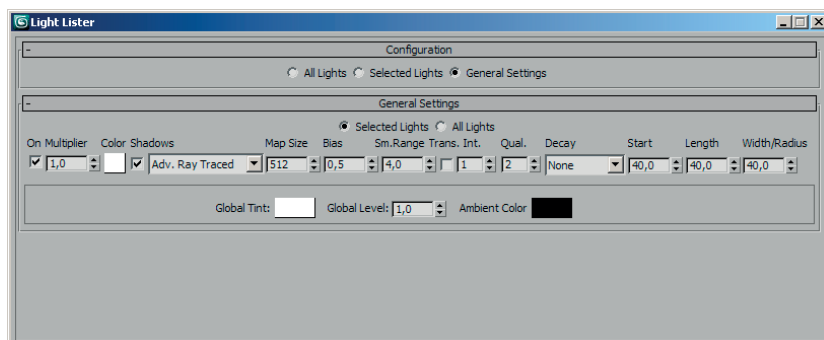 Light Lister
Configuration
All Lights Selected Lights General Settings
General Settings
Selected Lights All Lights
On Multiplier Color Shadows Map Size Bias Sm.Range Trans. Int. Qual. Decay Start Length Width/Radius
1,0 Adv. Ray Traced 512 0,5 4,0 1 2 None 40,0 40,0 40,0
Global Tint: Global Level: 1,0 Ambient Color